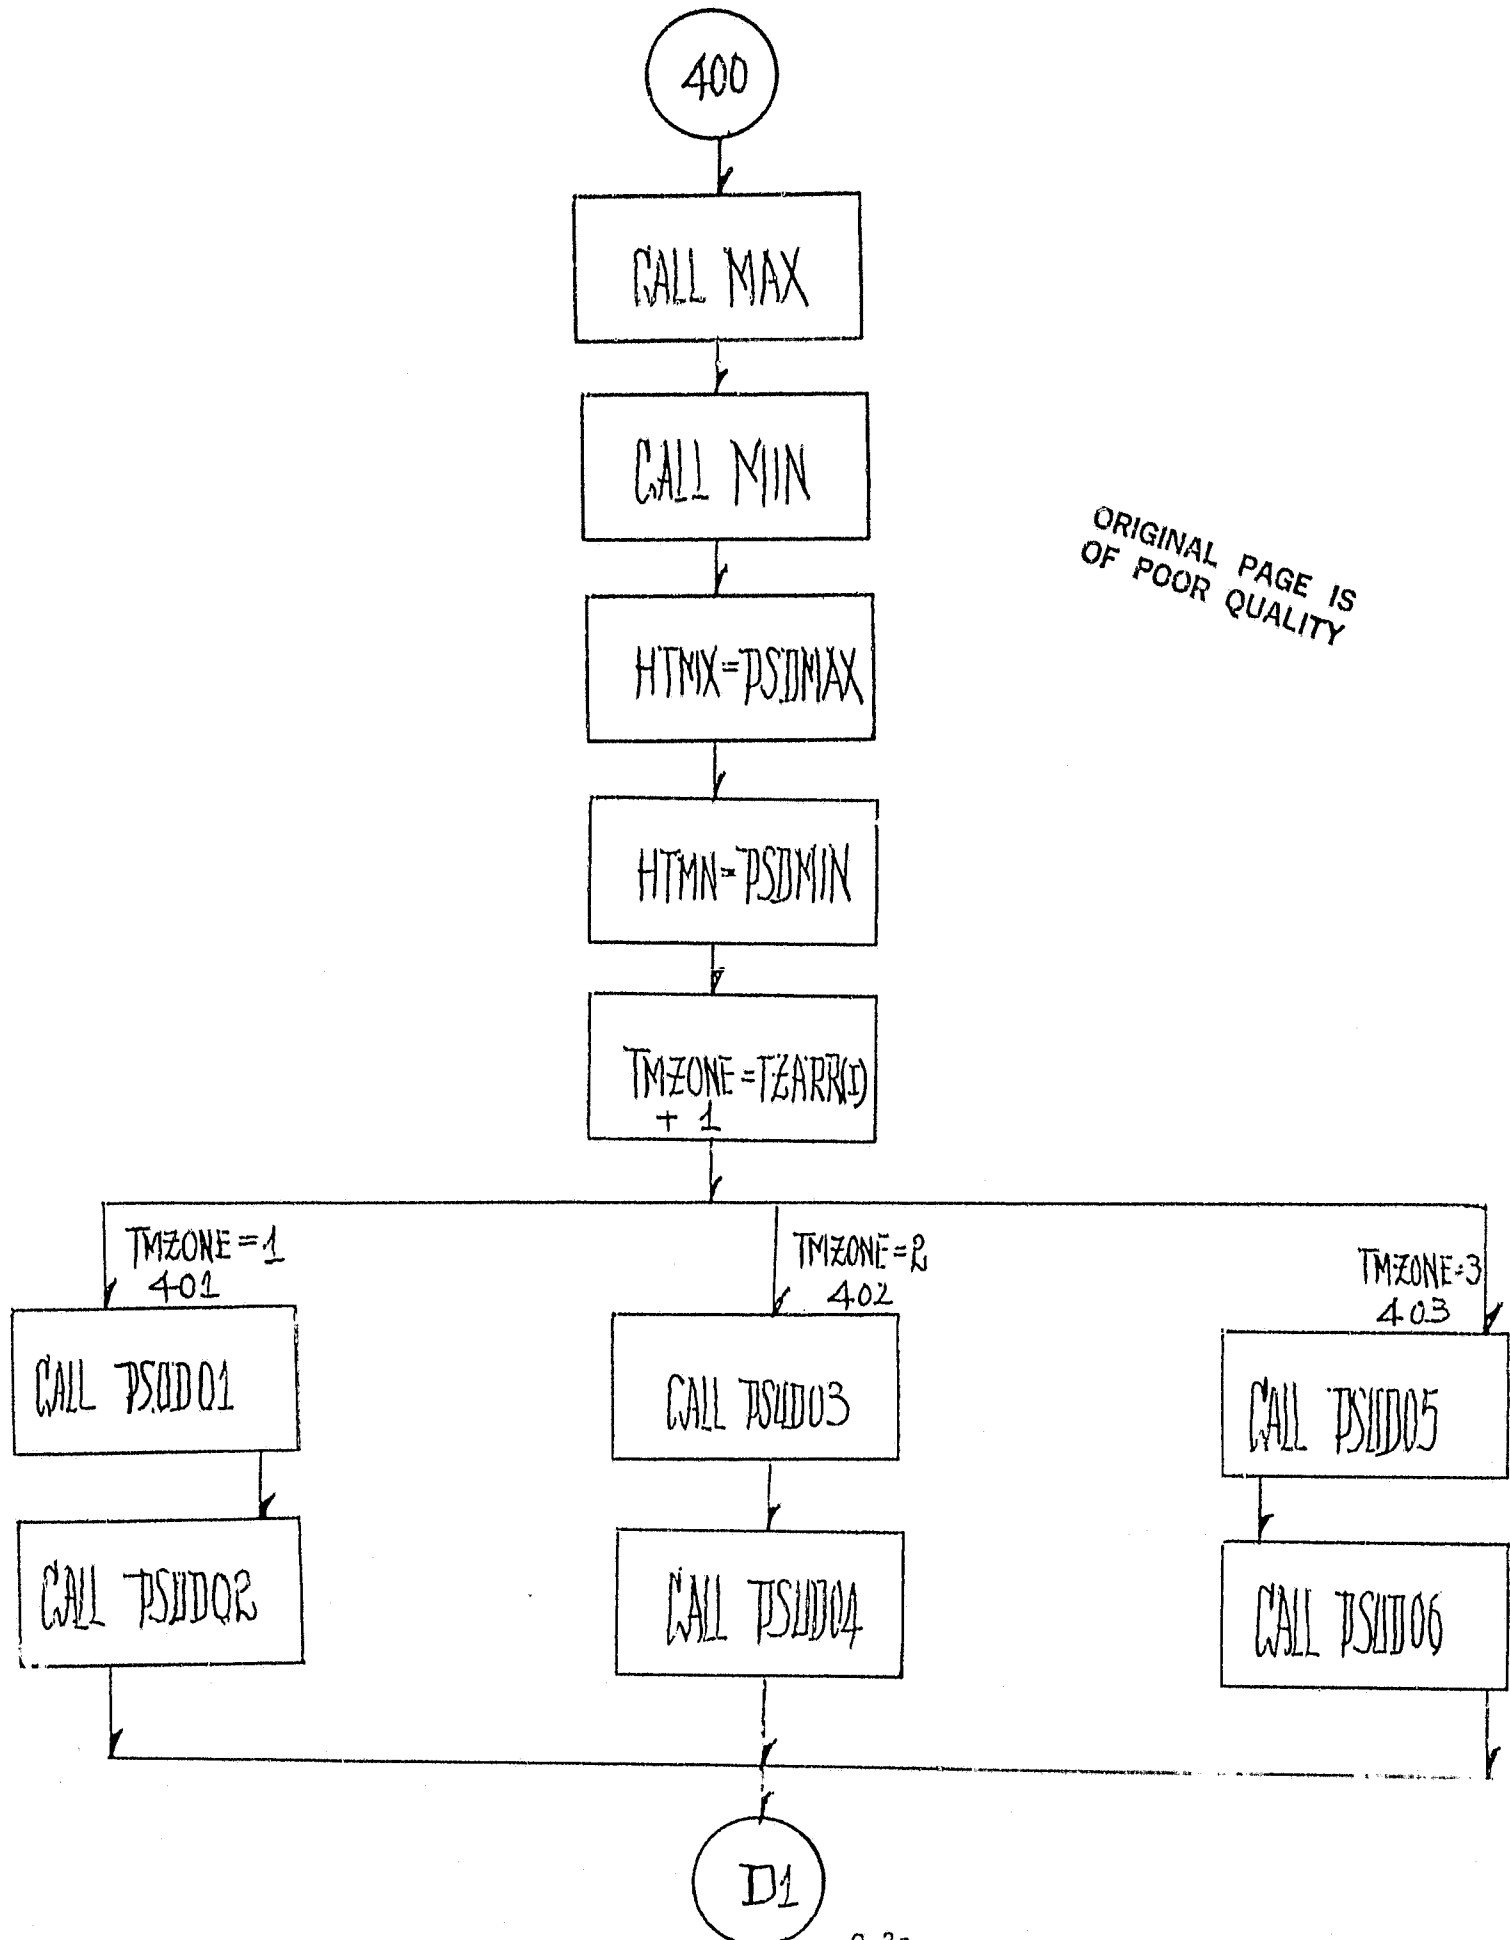 400
CALL MAX
CALL MIN
ORIGINAL PAGE IS
OF POOR QUALITY
HTMX=PSDMAX
HTMN=PSDMIN
TMZONE=TZARR(I)
+ 1
TMZONE=1
401
TMZONE=2
402
TMZONE=3
403
CALL PSUD01
CALL PSUD03
CALL PSUD05
CALL PSUD02
CALL PSUD04
CALL PSUD06
D1